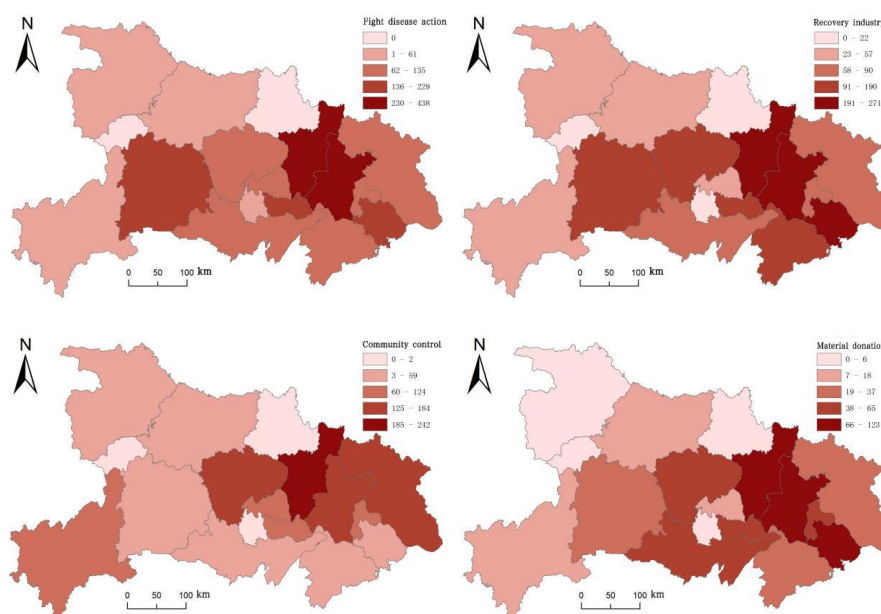 N
Fight disease action
0
1 - 61
62 - 135
136 - 229
230 - 438
0 50 100 km
N
Recovery industr
0 - 22
23 - 57
58 - 90
91 - 190
191 - 271
0 50 100 km
N
Community control
0 - 2
3 - 59
60 - 124
125 - 184
185 - 242
0 50 100 km
N
Material donation
0 - 6
7 - 18
19 - 37
38 - 65
66 - 123
0 50 100 km